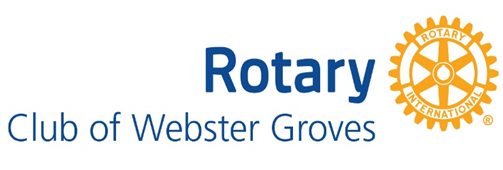 Rotary
Club of Webster Groves
ROTARY
INTERNATIONAL
®